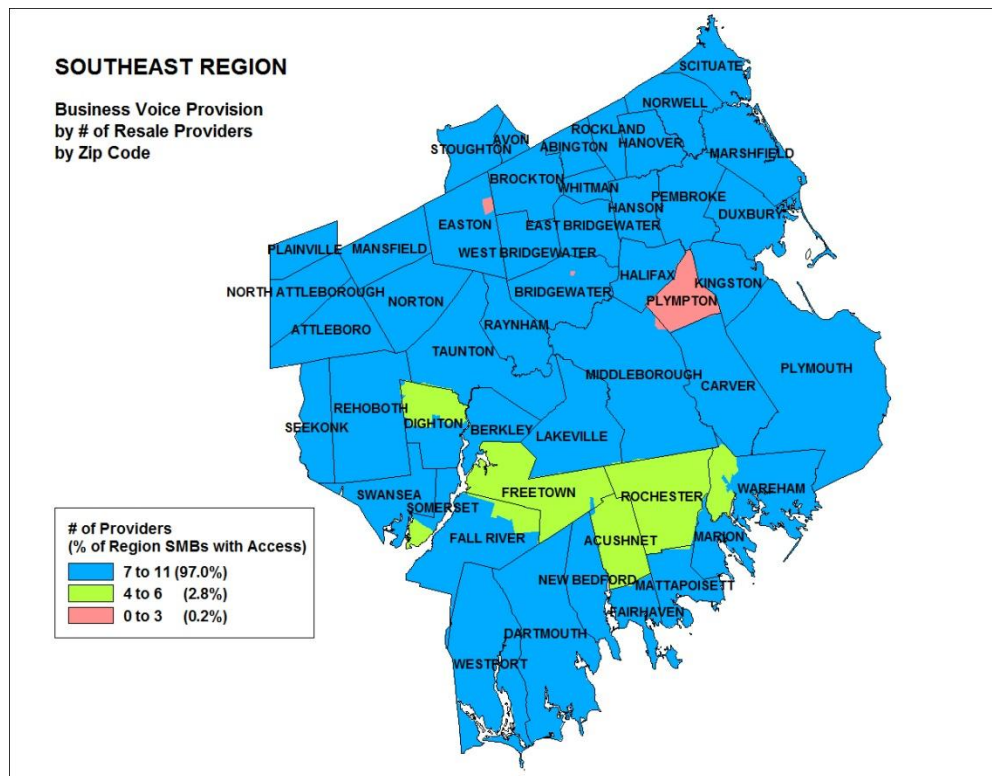 SOUTHEAST REGION
Business Voice Provision
by # of Resale Providers
by Zip Code
SCITUATE
NORWELL
ROCKLAND
HANOVER
AVON
ABINGTON
STOUGHTON
MARSHFIELD
BROCKTON
WHITMAN
PEMBROKE
HANSON
DUXBURY
EASTON
EAST BRIDGEWATER
PLAINVILLE
MANSFIELD
WEST BRIDGEWATER
HALIFAX
KINGSTON
NORTH ATTLEBOROUGH
NORTON
BRIDGEWATER
PLYMPTON
ATTLEBORO
RAYNHAM
TAUNTON
MIDDLEBOROUGH
PLYMOUTH
CARVER
REHOBOTH
SEEKONK
DIGHTON
BERKLEY
LAKEVILLE
WAREHAM
SWANSEA
SOMERSET
FREETOWN
ROCHESTER
FALL RIVER
ACUSHNET
MARION
NEW BEDFORD
MATTAPOISETT
FAIRHAVEN
DARTMOUTH
WESTPORT
# of Providers
(% of Region SMBs with Access)
7 to 11 (97.0%)
4 to 6 (2.8%)
0 to 3 (0.2%)